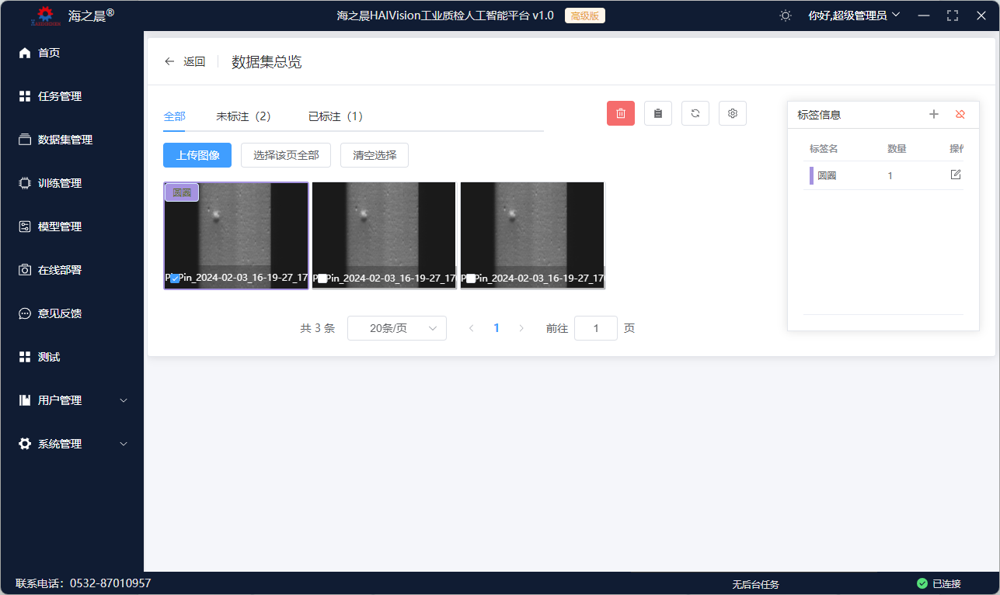 海之晨®
海之晨HAIVision工业质检人工智能平台 v1.0 高级版
你好,超级管理员
首页
任务管理
数据集管理
训练管理
模型管理
在线部署
意见反馈
测试
用户管理
系统管理
返回
数据集总览
全部 未标注（2） 已标注（1）
上传图像 选择该页全部 清空选择
圆圈
Pin_2024-02-03_16-19-27_17
Pin_2024-02-03_16-19-27_17
Pin_2024-02-03_16-19-27_17
共 3 条 20条/页 1 前往 1 页
标签信息
标签名 数量 操作
圆圈 1
联系电话：0532-87010957
无后台任务
已连接